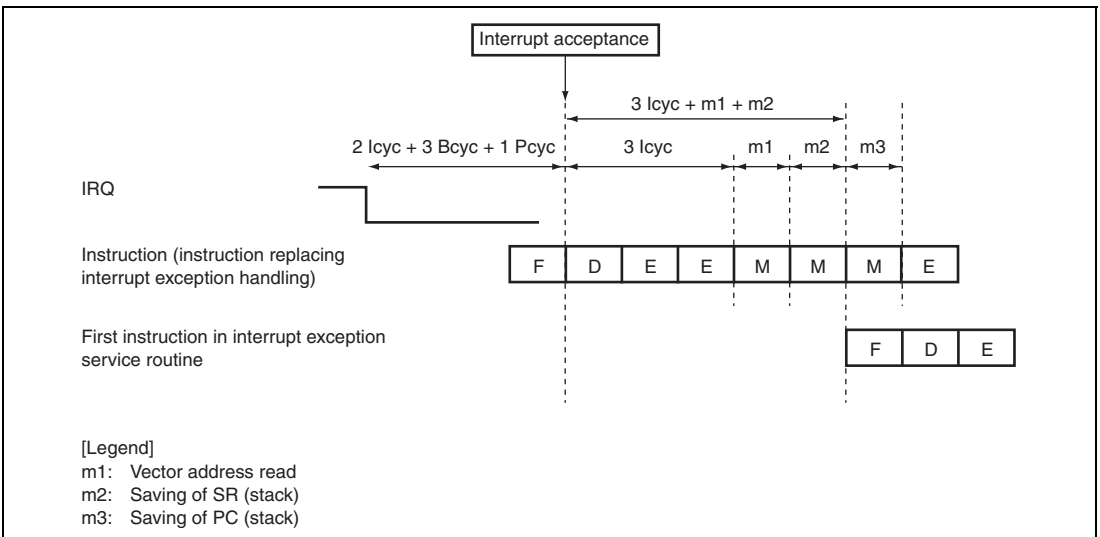 Interrupt acceptance
3 Icyc + m1 + m2
2 Icyc + 3 Bcyc + 1 Pcyc
3 Icyc
m1
m2
m3
IRQ
Instruction (instruction replacing
interrupt exception handling)
F D E E M M M E
First instruction in interrupt exception
service routine
F D E
[Legend]
m1: Vector address read
m2: Saving of SR (stack)
m3: Saving of PC (stack)